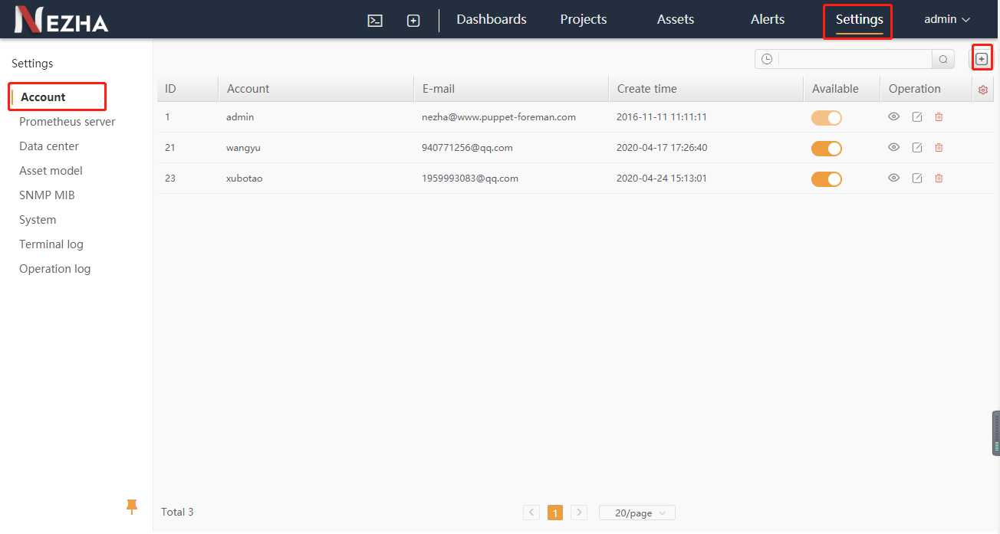 NEZHA Dashboards Projects Assets Alerts Settings admin
Settings
Account
Prometheus server
Data center
Asset model
SNMP MIB
System
Terminal log
Operation log
ID Account E-mail Create time Available Operation
1 admin nezha@www.puppet-foreman.com 2016-11-11 11:11:11
21 wangyu 940771256@qq.com 2020-04-17 17:26:40
23 xubotao 1959993083@qq.com 2020-04-24 15:13:01
Total 3 1 20/page